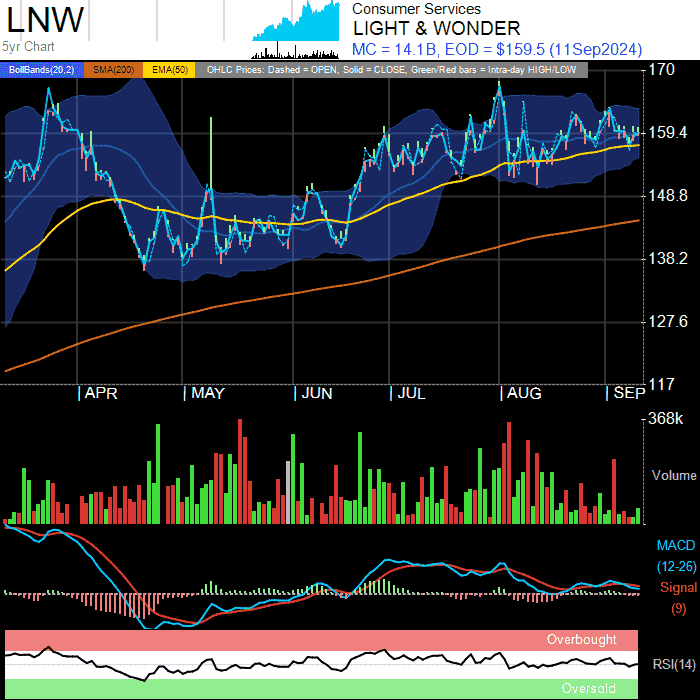 LNW
5yr Chart
Consumer Services
LIGHT & WONDER
MC = 14.1B, EOD = $159.5 (11Sep2024)
BollBands(20,2) SMA(200) EMA(50) OHLC Prices: Dashed = OPEN, Solid = CLOSE, Green/Red bars = Intra-day HIGH/LOW
170
159.4
148.8
138.2
127.6
117
APR MAY JUN JUL AUG SEP
368k
Volume
MACD
(12-26)
Signal
(9)
Overbought
RSI(14)
Oversold